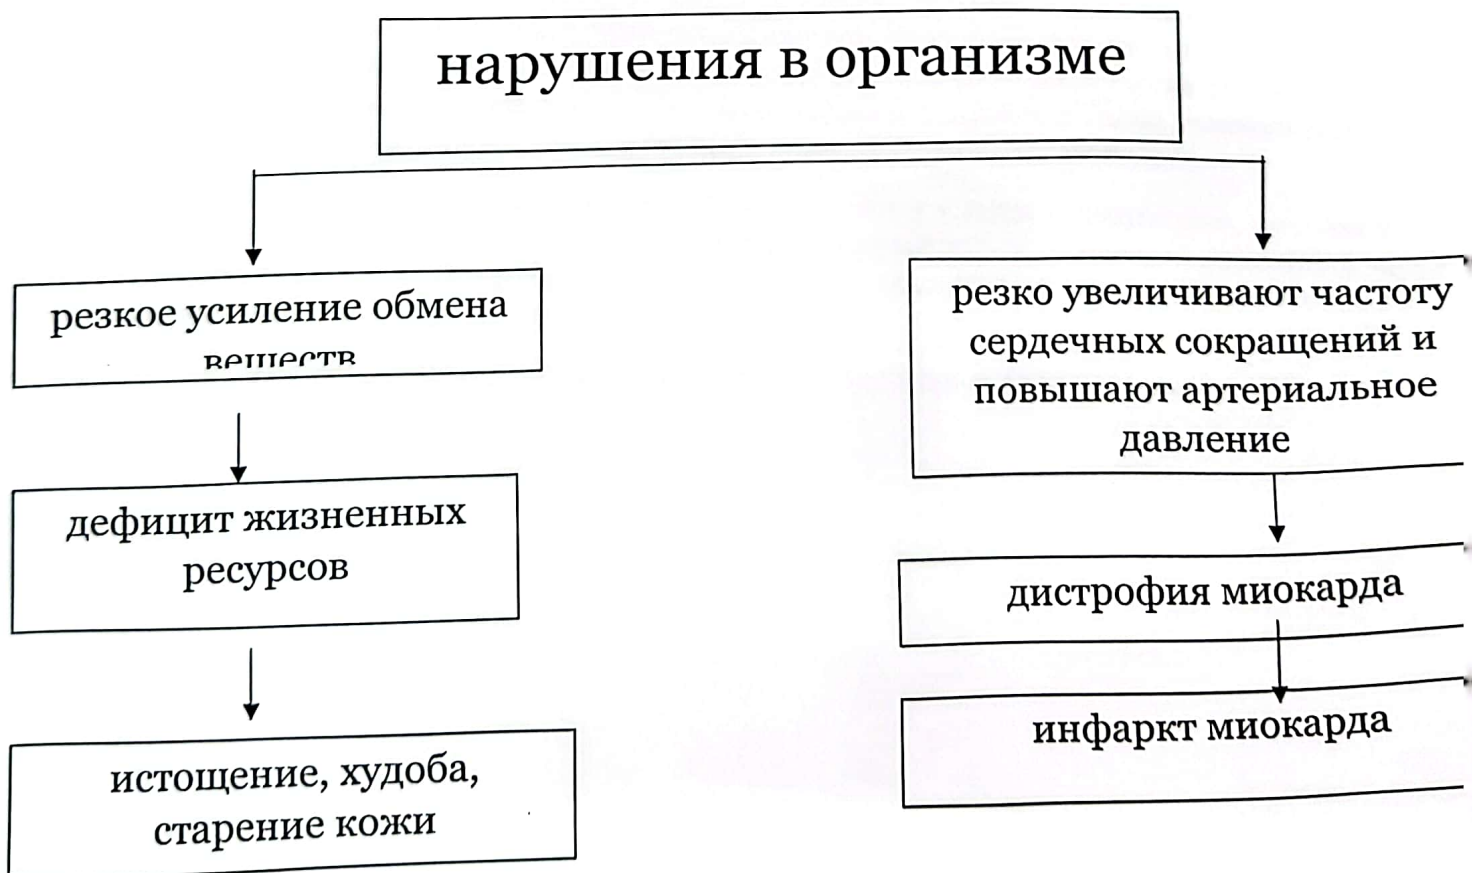 нарушения в организме
резкое усиление обмена
веществ
дефицит жизненных
ресурсов
истощение, худоба,
старение кожи
резко увеличивают частоту
сердечных сокращений и
повышают артериальное
давление
дистрофия миокарда
инфаркт миокарда